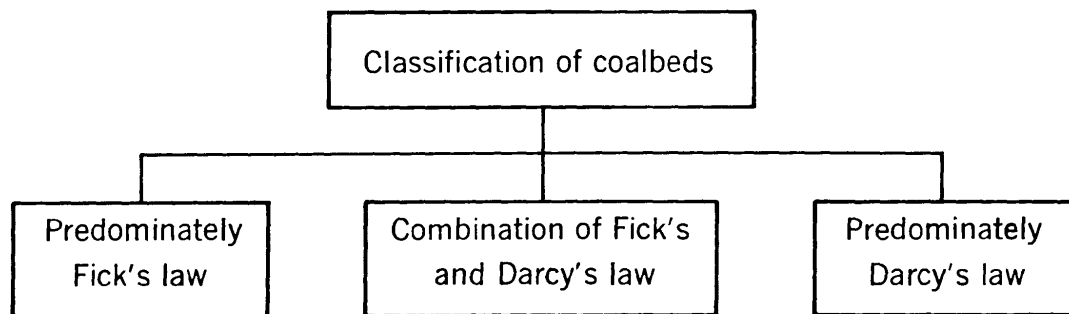 Classification of coalbeds
Predominately
Fick's law
Combination of Fick's
and Darcy's law
Predominately
Darcy's law